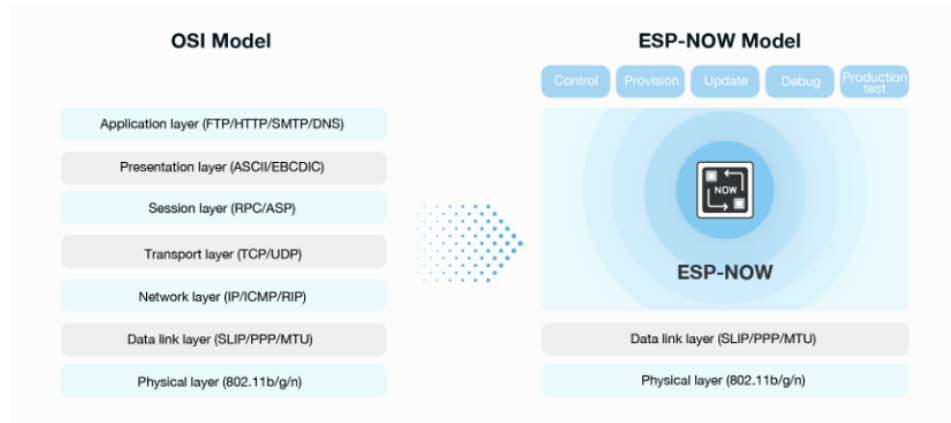 OSI Model
Application layer (FTP/HTTP/SMTP/DNS)
Presentation layer (ASCII/EBCDIC)
Session layer (RPC/ASP)
Transport layer (TCP/UDP)
Network layer (IP/ICMP/RIP)
Data link layer (SLIP/PPP/MTU)
Physical layer (802.11b/g/n)
ESP-NOW Model
Control
Provision
Update
Debug
Production
test
NOW
ESP-NOW
Data link layer (SLIP/PPP/MTU)
Physical layer (802.11b/g/n)